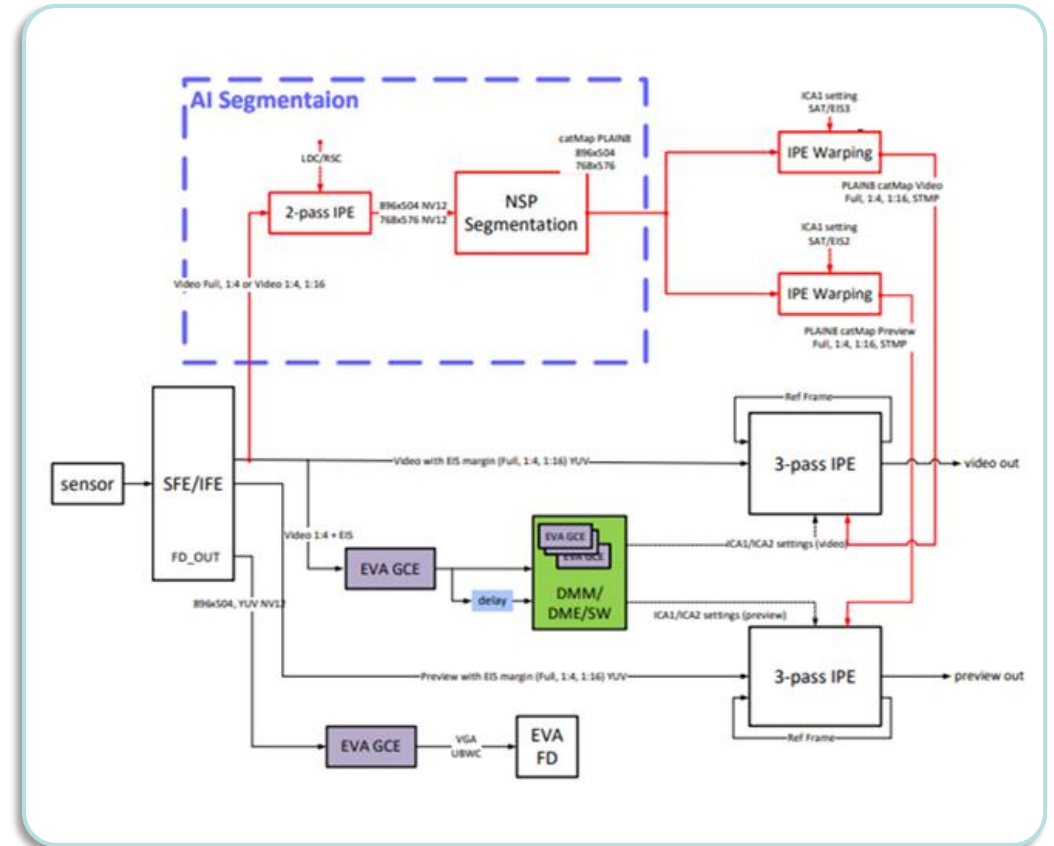 AI Segmentaion
LDC/RSC
2-pass IPE
896x504 NV12
768x576 NV12
NSP
Segmentation
catMap PLAIN8
896x504
768x576
ICA1 setting
SAT/EIS3
IPE Warping
PLAIN8 catMap Video
Full, 1:4, 1:16, STMP
ICA1 setting
SAT/EIS2
IPE Warping
PLAIN8 catMap Preview
Full, 1:4, 1:16, STMP
Video Full, 1:4 or Video 1:4, 1:16
sensor
SFE/IFE
FD_OUT
Video with EIS margin (Full, 1:4, 1:16) YUV
Ref Frame
3-pass IPE
video out
Video 1:4 + EIS
EVA GCE
delay
EVA GCE
EVA GCE
DMM/
DME/SW
ICA1/ICA2 settings (video)
896x504, YUV NV12
ICA1/ICA2 settings (preview)
Preview with EIS margin (Full, 1:4, 1:16) YUV
3-pass IPE
preview out
Ref Frame
EVA GCE
VGA
UBWC
EVA
FD